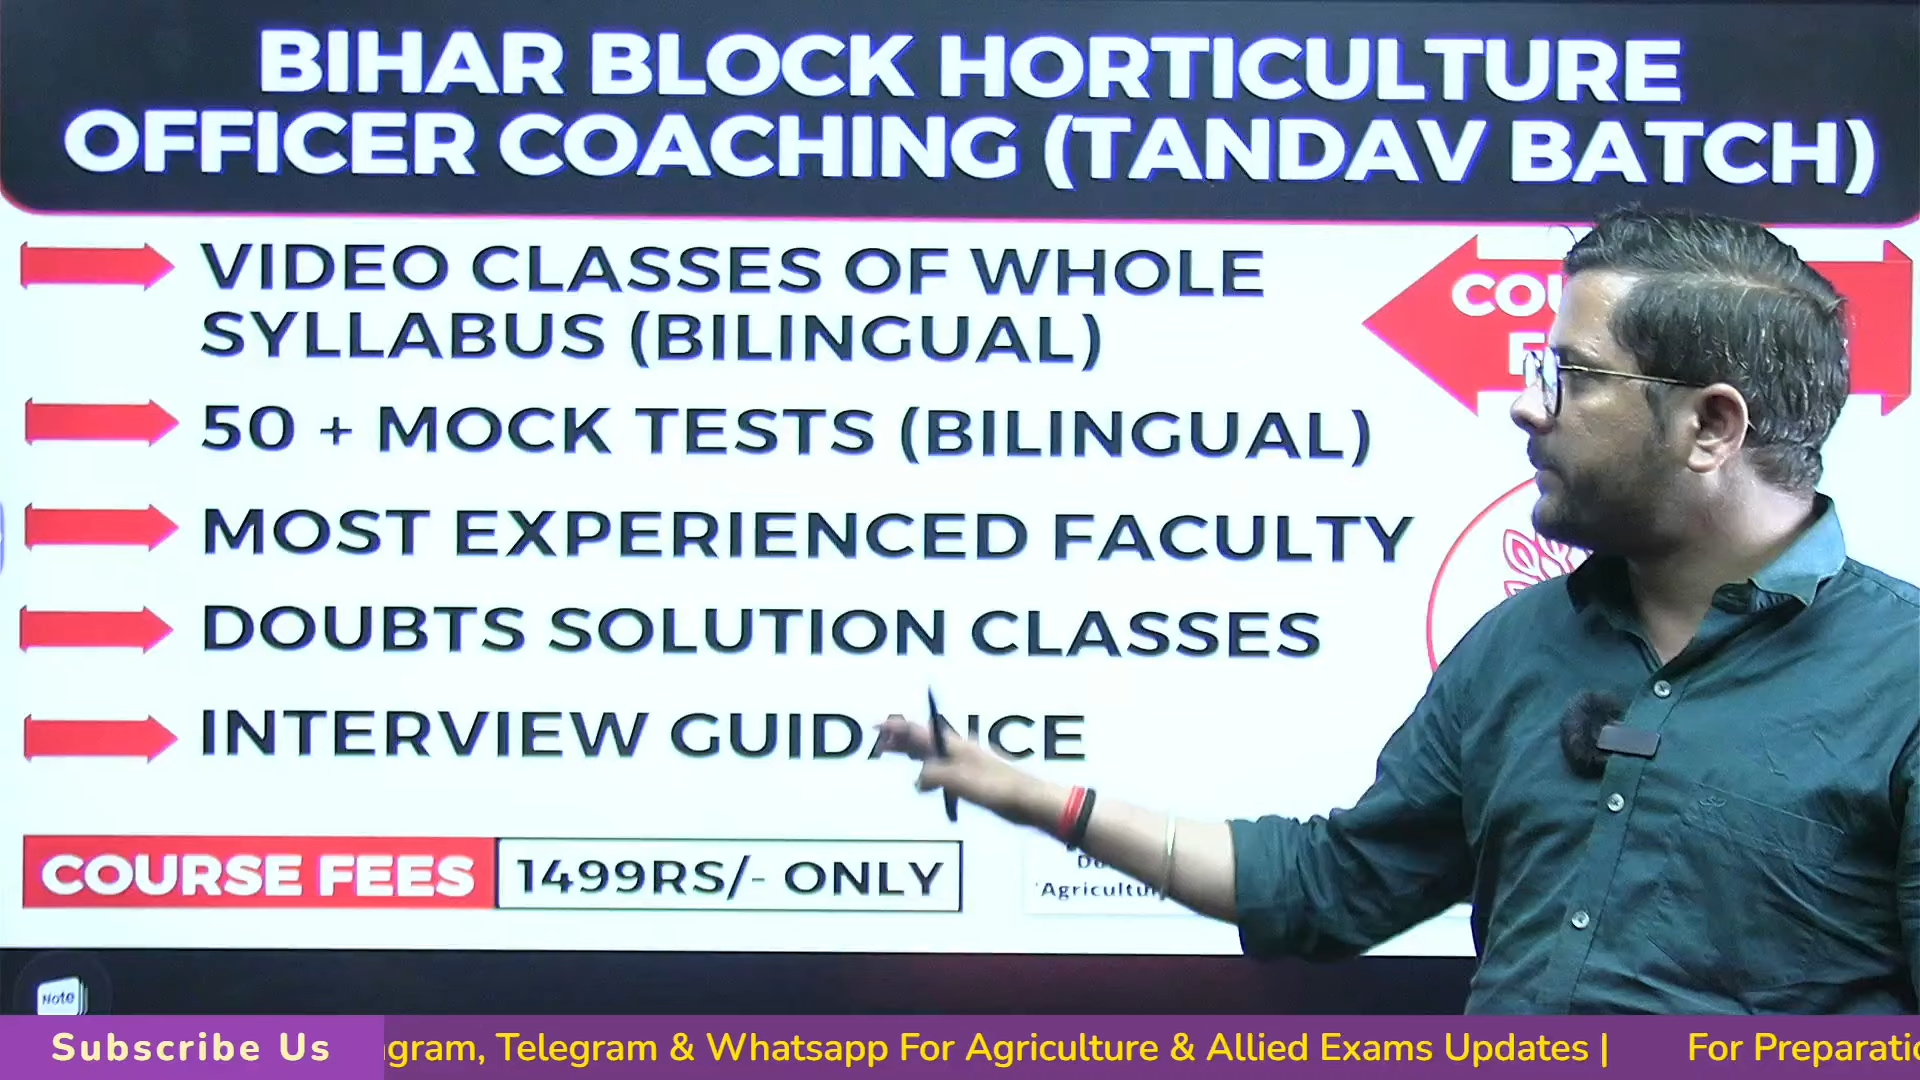 BIHAR BLOCK HORTICULTURE
OFFICER COACHING (TANDAV BATCH)
VIDEO CLASSES OF WHOLE
SYLLABUS (BILINGUAL)
50 + MOCK TESTS (BILINGUAL)
MOST EXPERIENCED FACULTY
DOUBTS SOLUTION CLASSES
INTERVIEW GUIDANCE
COURSE FEES
1499RS/- ONLY
Note
Subscribe Us
Telegram & Whatsapp For Agriculture & Allied Exams Updates |
For